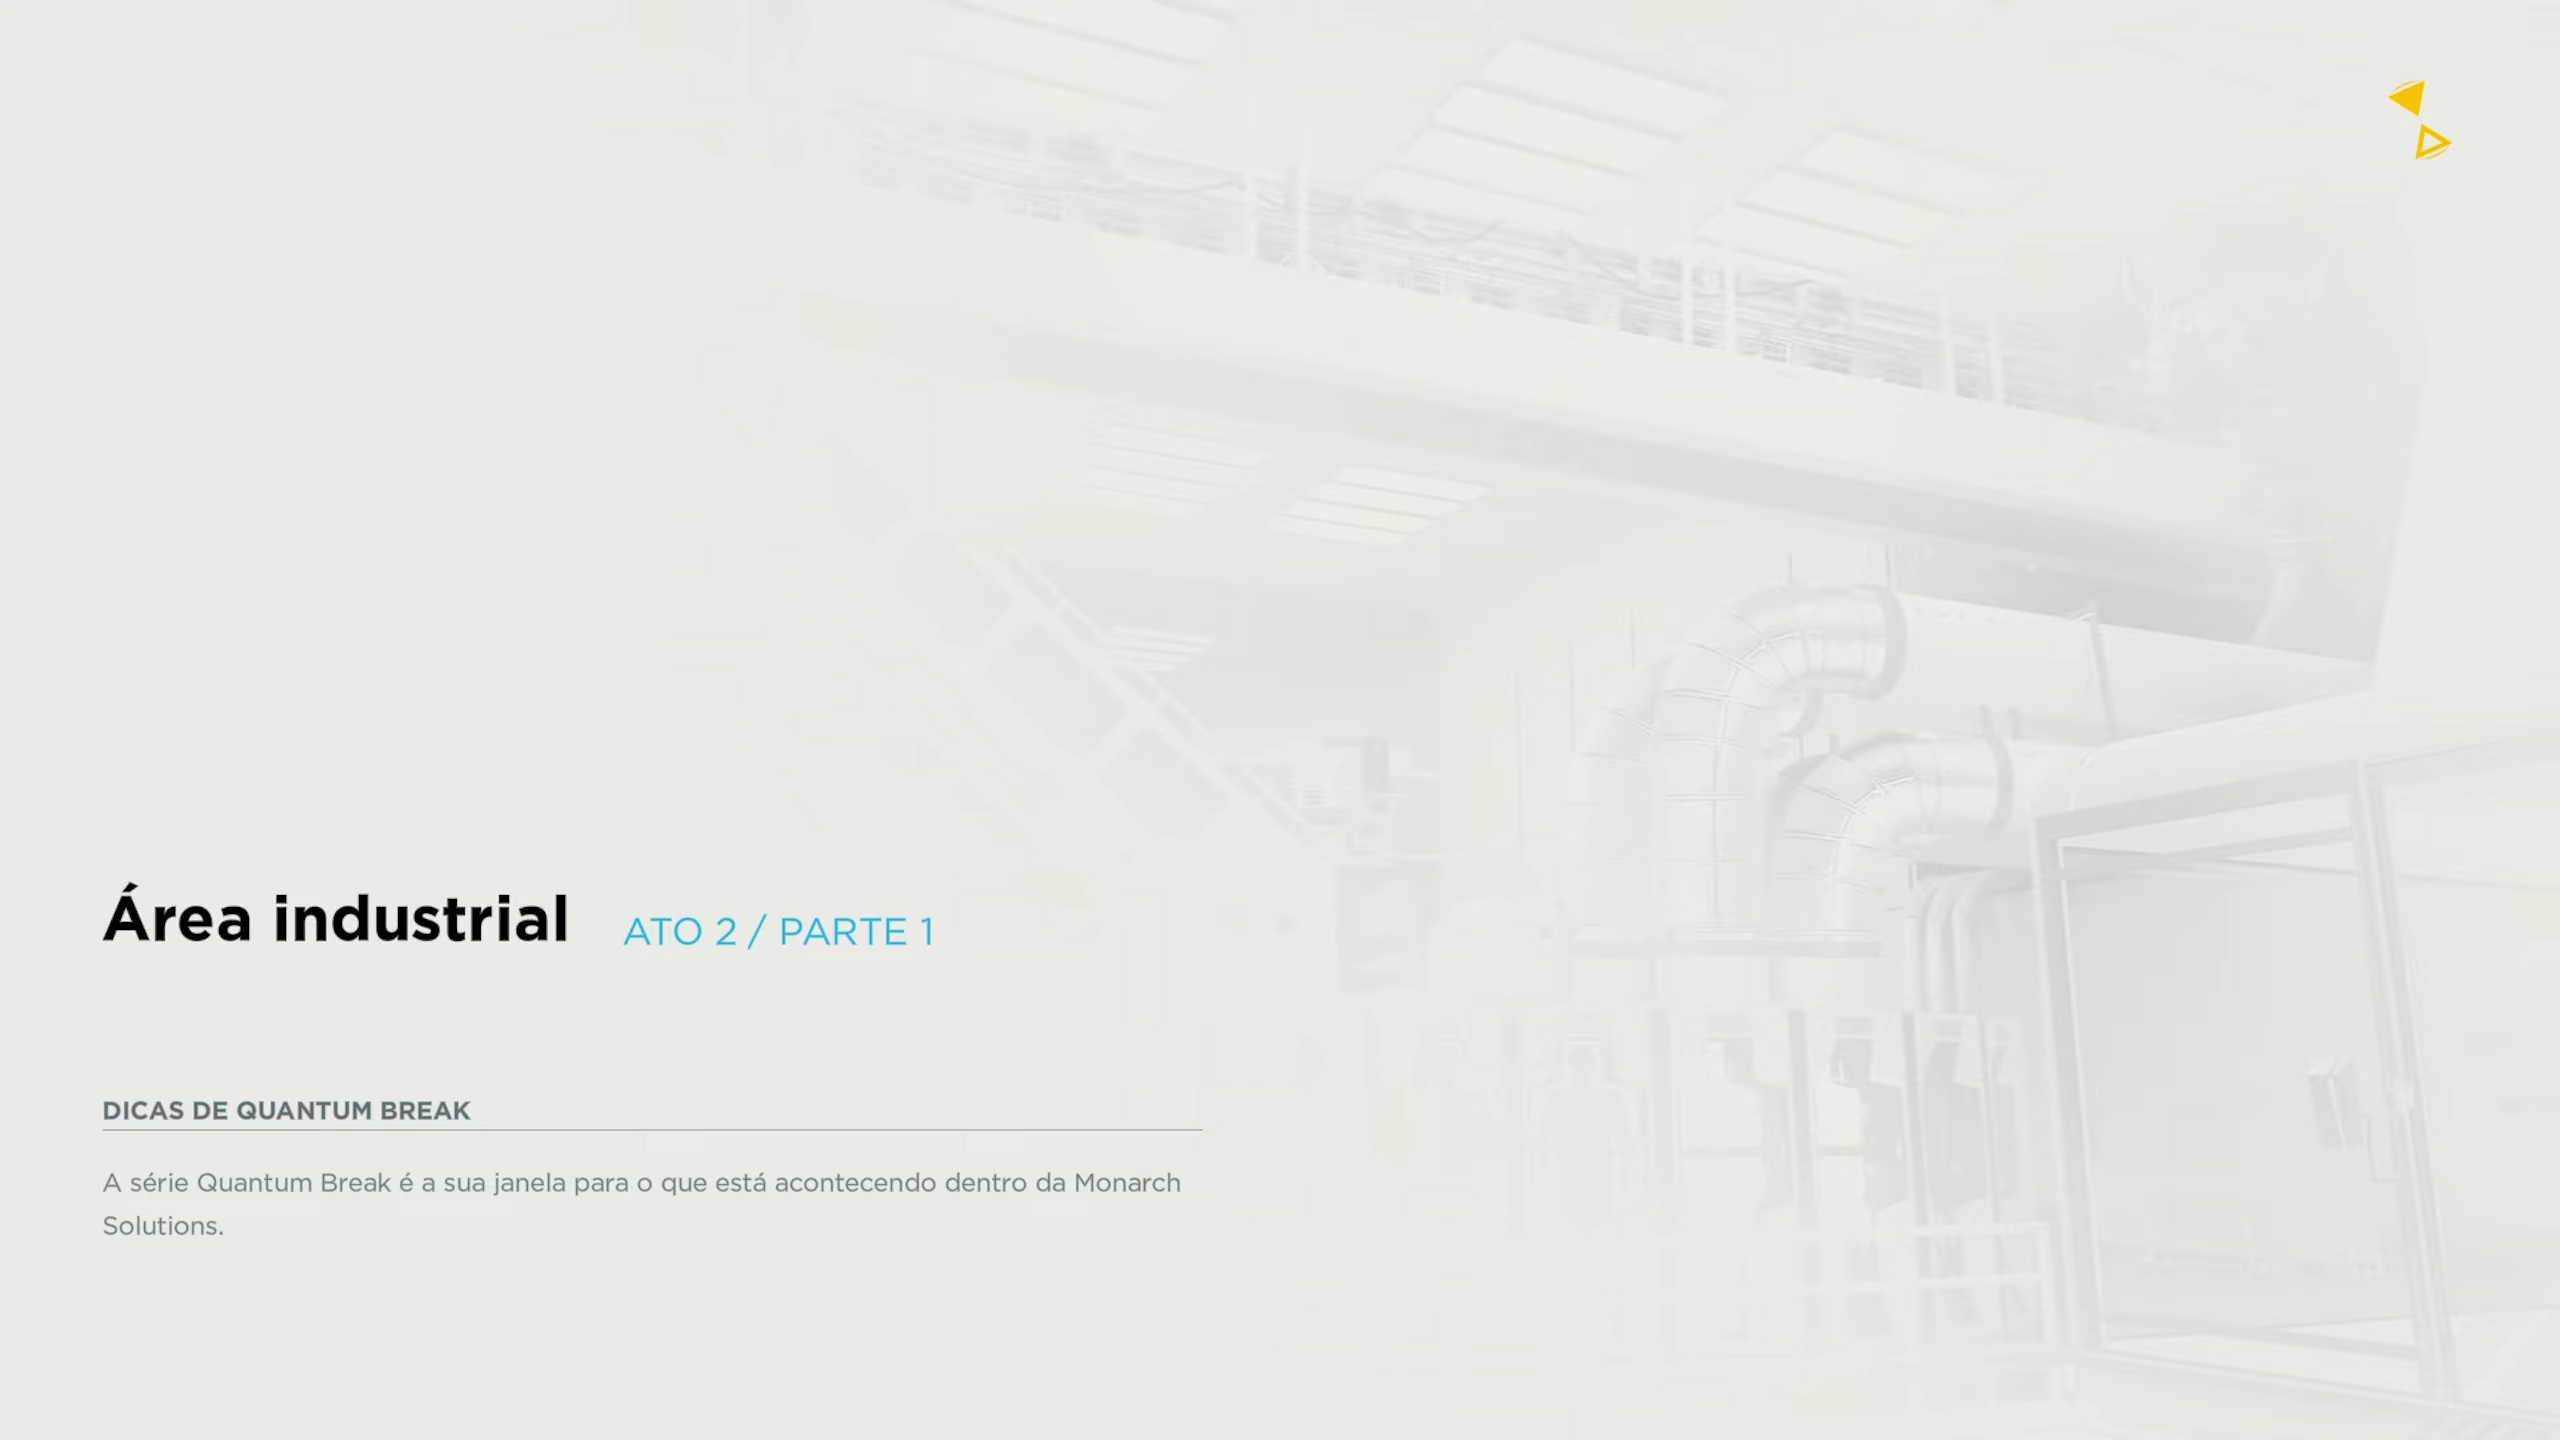 Área industrial ATO 2 / PARTE 1
DICAS DE QUANTUM BREAK
A série Quantum Break é a sua janela para o que está acontecendo dentro da Monarch
Solutions.